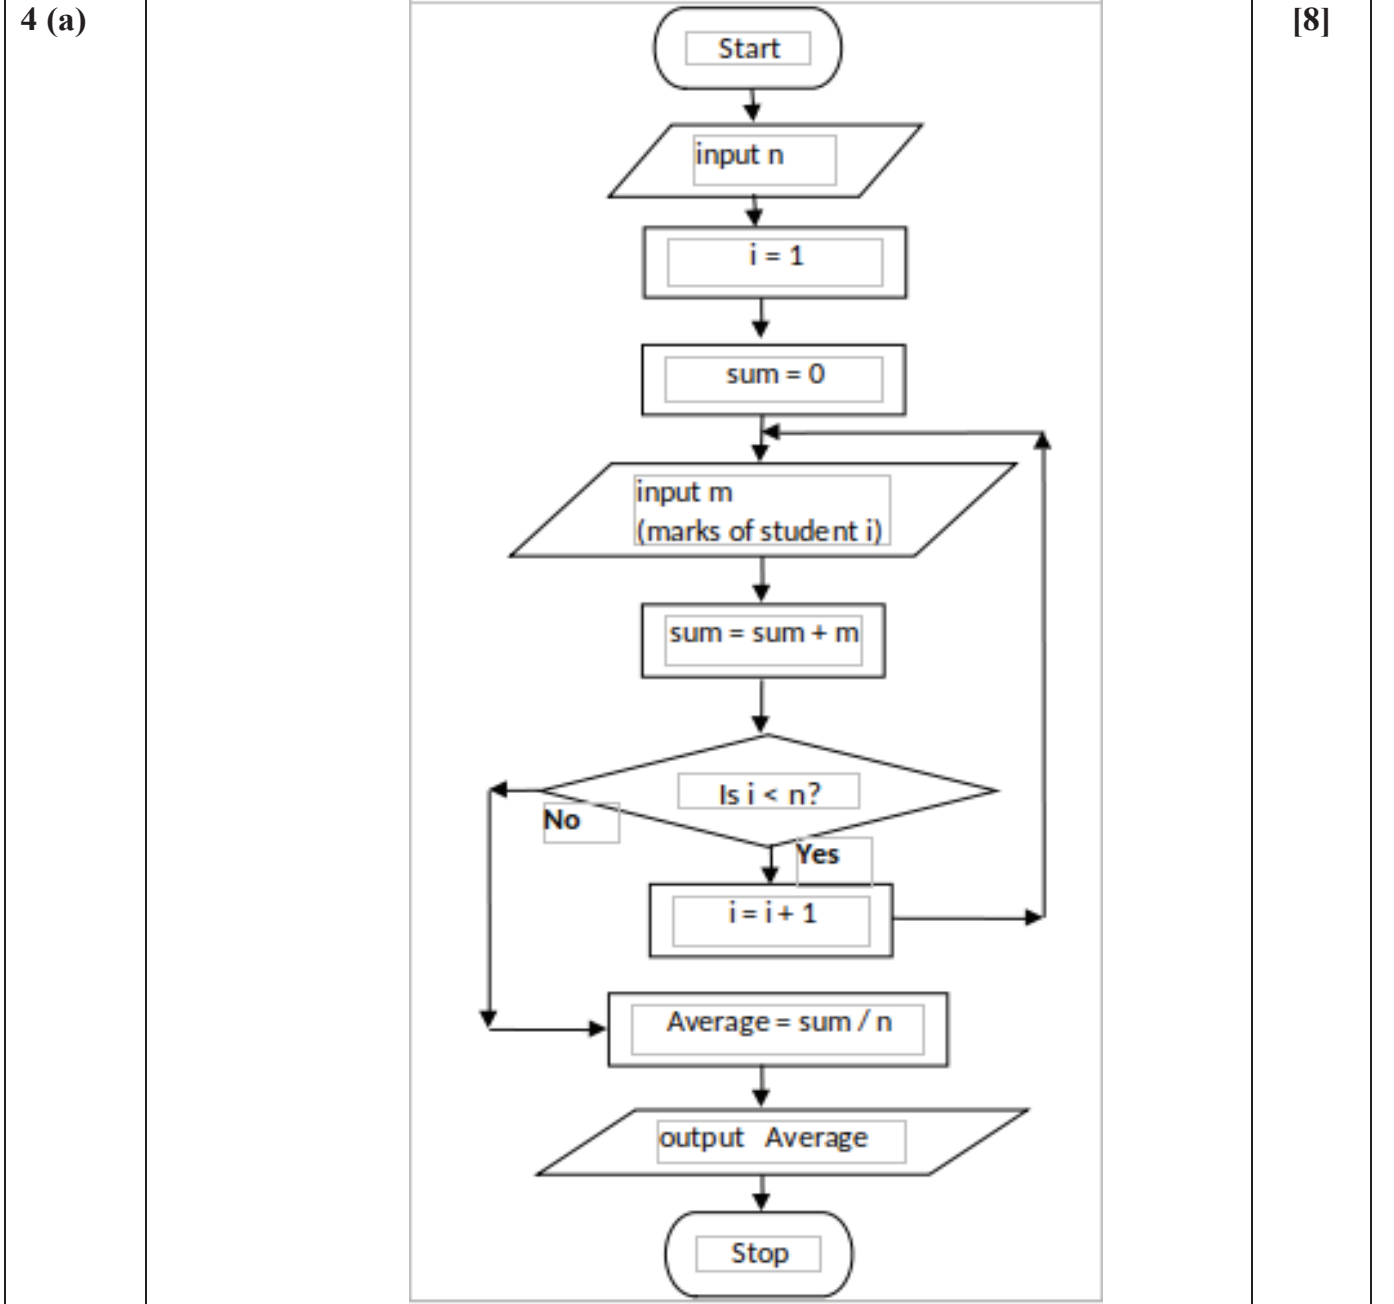 4 (a)
[8]
Start
input n
i = 1
sum = 0
input m
(marks of student i)
sum = sum + m
Is i < n?
No
Yes
i = i + 1
Average = sum / n
output Average
Stop